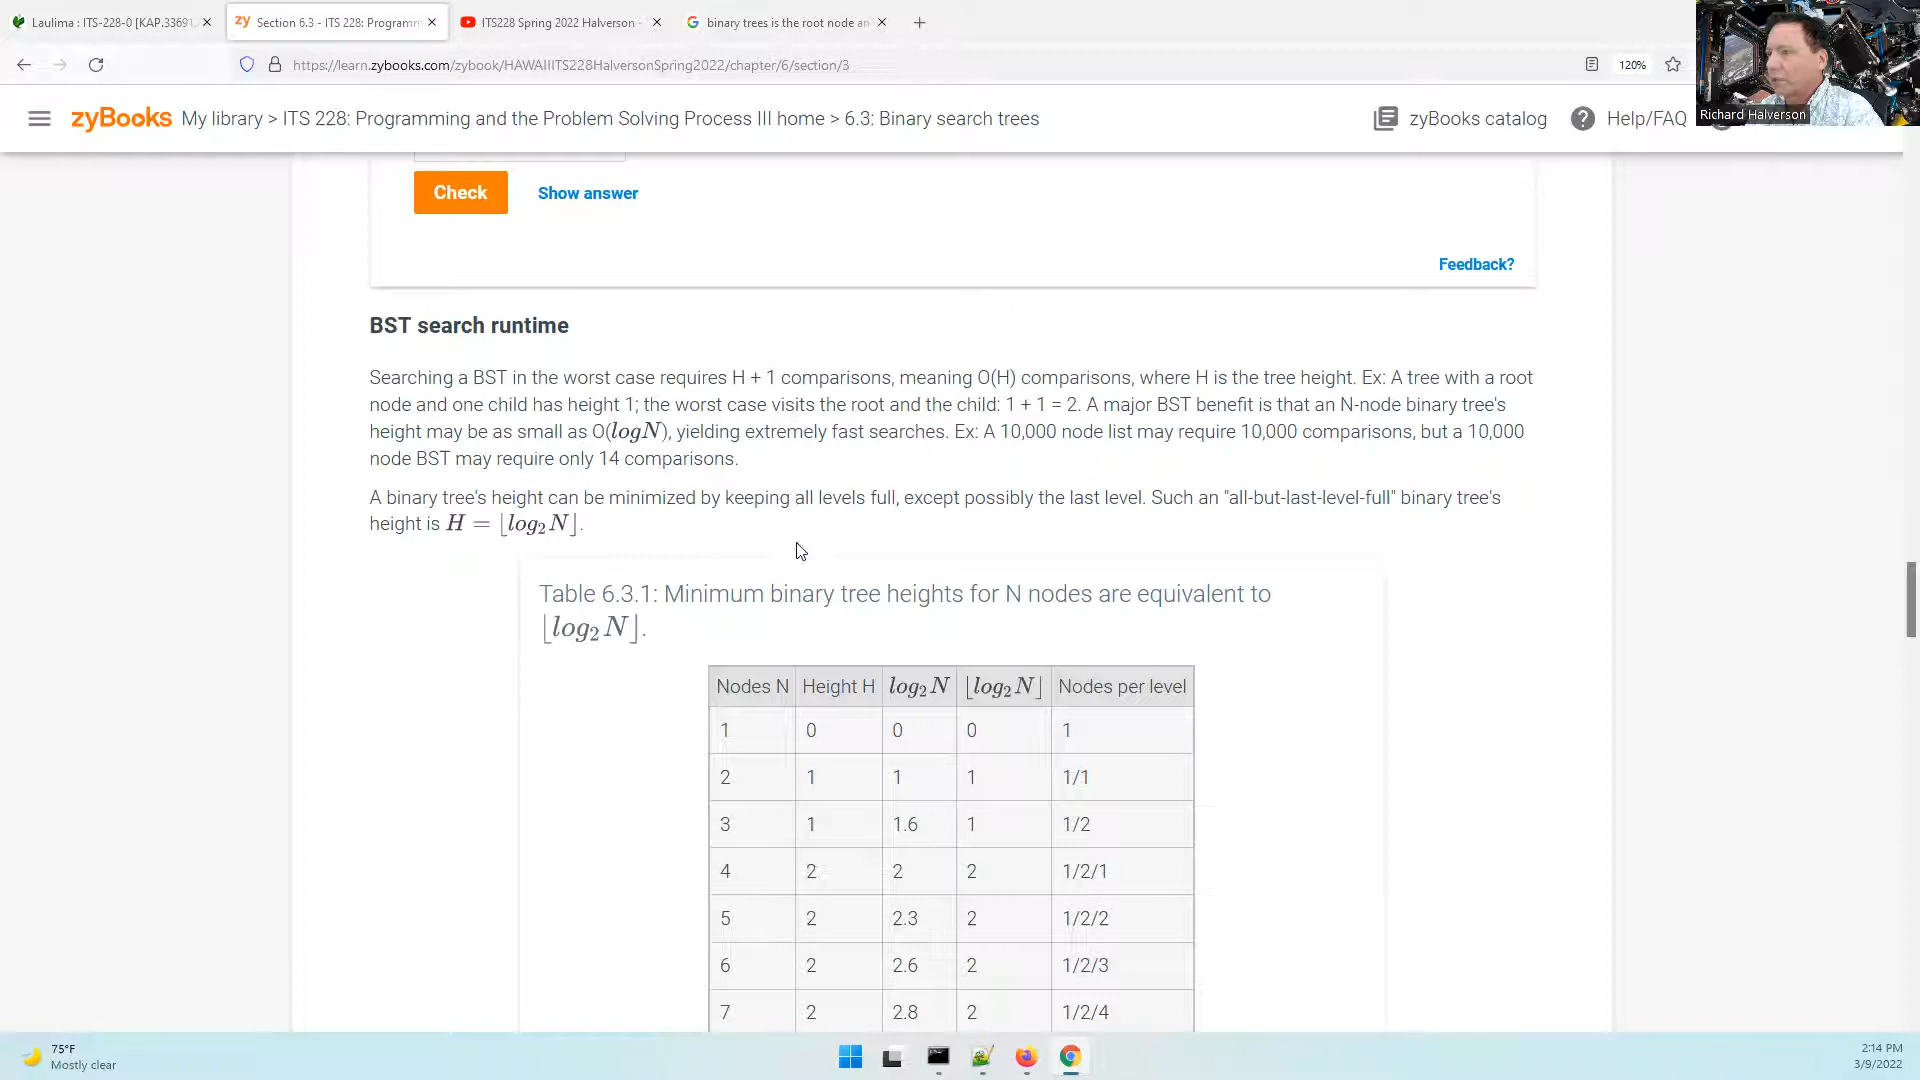 Laulima : ITS-228-0 [KAP.33691
Section 6.3 - ITS 228: Programm
ITS228 Spring 2022 Halverson -
binary trees is the root node an
https://learn.zybooks.com/zybook/HAWAIIITS228HalversonSpring2022/chapter/6/section/3
120%
Richard Halverson
zyBooks My library > ITS 228: Programming and the Problem Solving Process III home > 6.3: Binary search trees
zyBooks catalog
Help/FAQ
Check
Show answer
Feedback?
BST search runtime
Searching a BST in the worst case requires H + 1 comparisons, meaning O(H) comparisons, where H is the tree height. Ex: A tree with a root
node and one child has height 1; the worst case visits the root and the child: 1 + 1 = 2. A major BST benefit is that an N-node binary tree's
height may be as small as O(logN), yielding extremely fast searches. Ex: A 10,000 node list may require 10,000 comparisons, but a 10,000
node BST may require only 14 comparisons.
A binary tree's height can be minimized by keeping all levels full, except possibly the last level. Such an "all-but-last-level-full" binary tree's
height is H = ⌊log₂N⌋.
Table 6.3.1: Minimum binary tree heights for N nodes are equivalent to
⌊log₂N⌋.
Nodes N Height H log₂N ⌊log₂N⌋ Nodes per level
1 0 0 0 1
2 1 1 1 1/1
3 1 1.6 1 1/2
4 2 2 2 1/2/1
5 2 2.3 2 1/2/2
6 2 2.6 2 1/2/3
7 2 2.8 2 1/2/4
75°F
Mostly clear
2:14 PM
3/9/2022